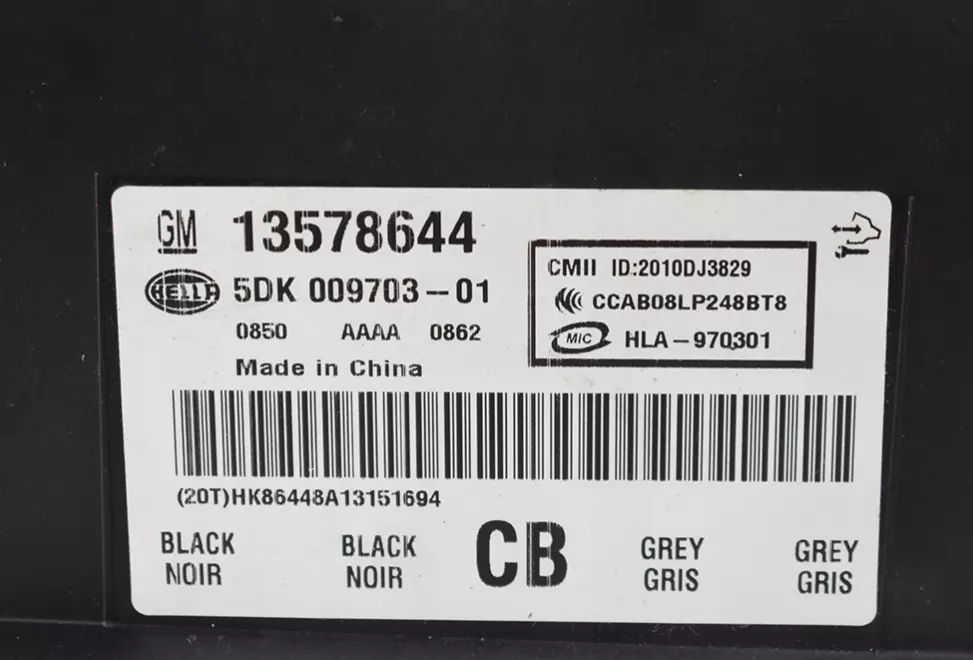 GM 13578644
HELLA 5DK 009703-01
0850 AAAA 0862
Made in China
CMII ID:2010DJ3829
CCAB08LP248BT8
MIC HLA-970301
(20T)HK86448A13151694
BLACK NOIR
BLACK NOIR
CB
GREY GRIS
GREY GRIS